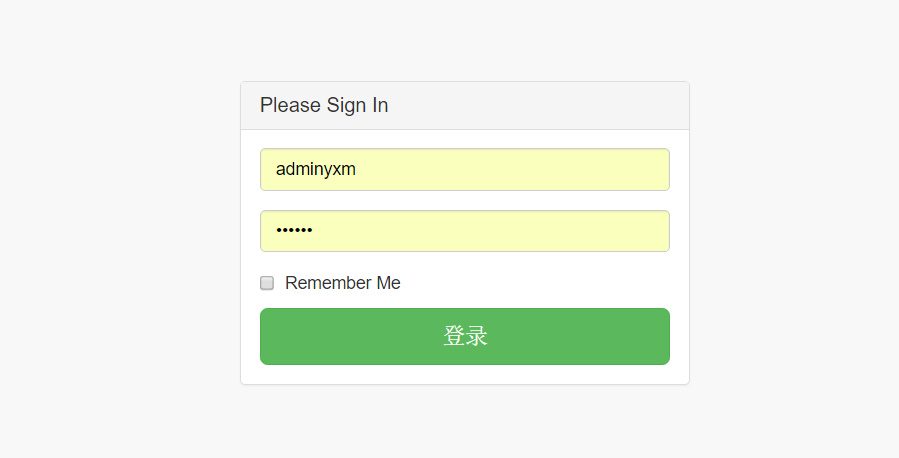 Please Sign In
adminyxm
••••••
Remember Me
登录